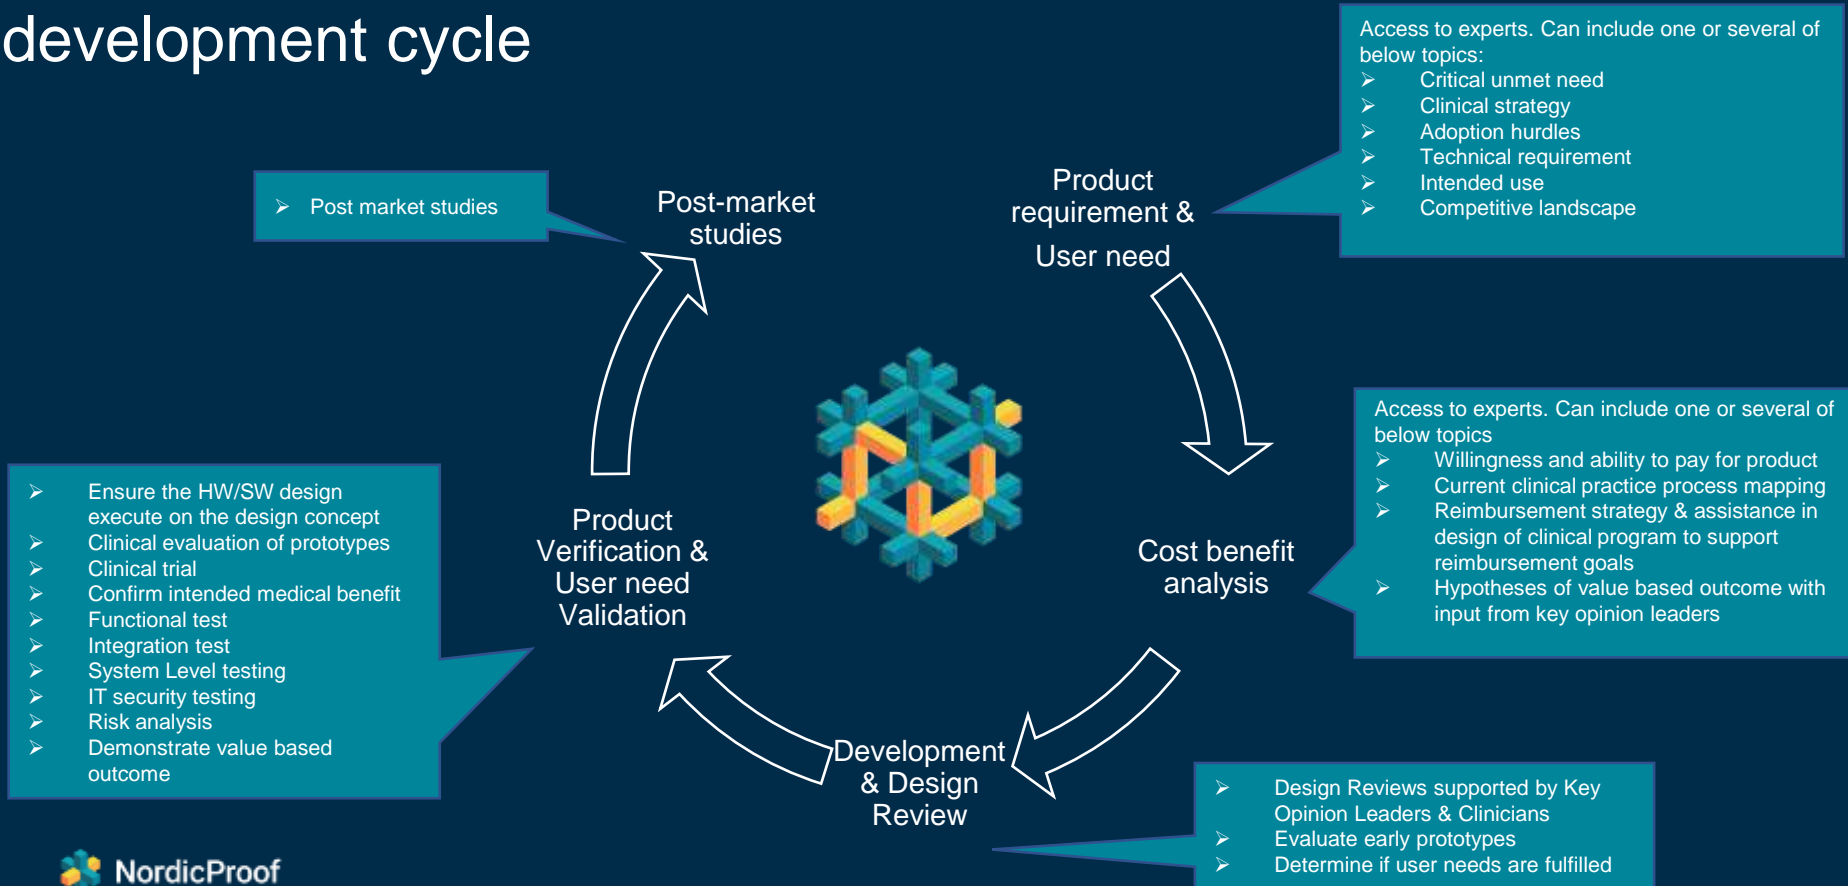 development cycle
Access to experts. Can include one or several of
below topics:
➢ Critical unmet need
➢ Clinical strategy
➢ Adoption hurdles
➢ Technical requirement
➢ Intended use
➢ Competitive landscape
➢ Post market studies
Post-market
studies
Product
requirement &
User need
Access to experts. Can include one or several of
below topics
➢ Willingness and ability to pay for product
➢ Current clinical practice process mapping
➢ Reimbursement strategy & assistance in
design of clinical program to support
reimbursement goals
➢ Hypotheses of value based outcome with
input from key opinion leaders
Cost benefit
analysis
➢ Ensure the HW/SW design
execute on the design concept
➢ Clinical evaluation of prototypes
➢ Clinical trial
➢ Confirm intended medical benefit
➢ Functional test
➢ Integration test
➢ System Level testing
➢ IT security testing
➢ Risk analysis
➢ Demonstrate value based
outcome
Product
Verification &
User need
Validation
Development
& Design
Review
➢ Design Reviews supported by Key
Opinion Leaders & Clinicians
➢ Evaluate early prototypes
➢ Determine if user needs are fulfilled
NordicProof